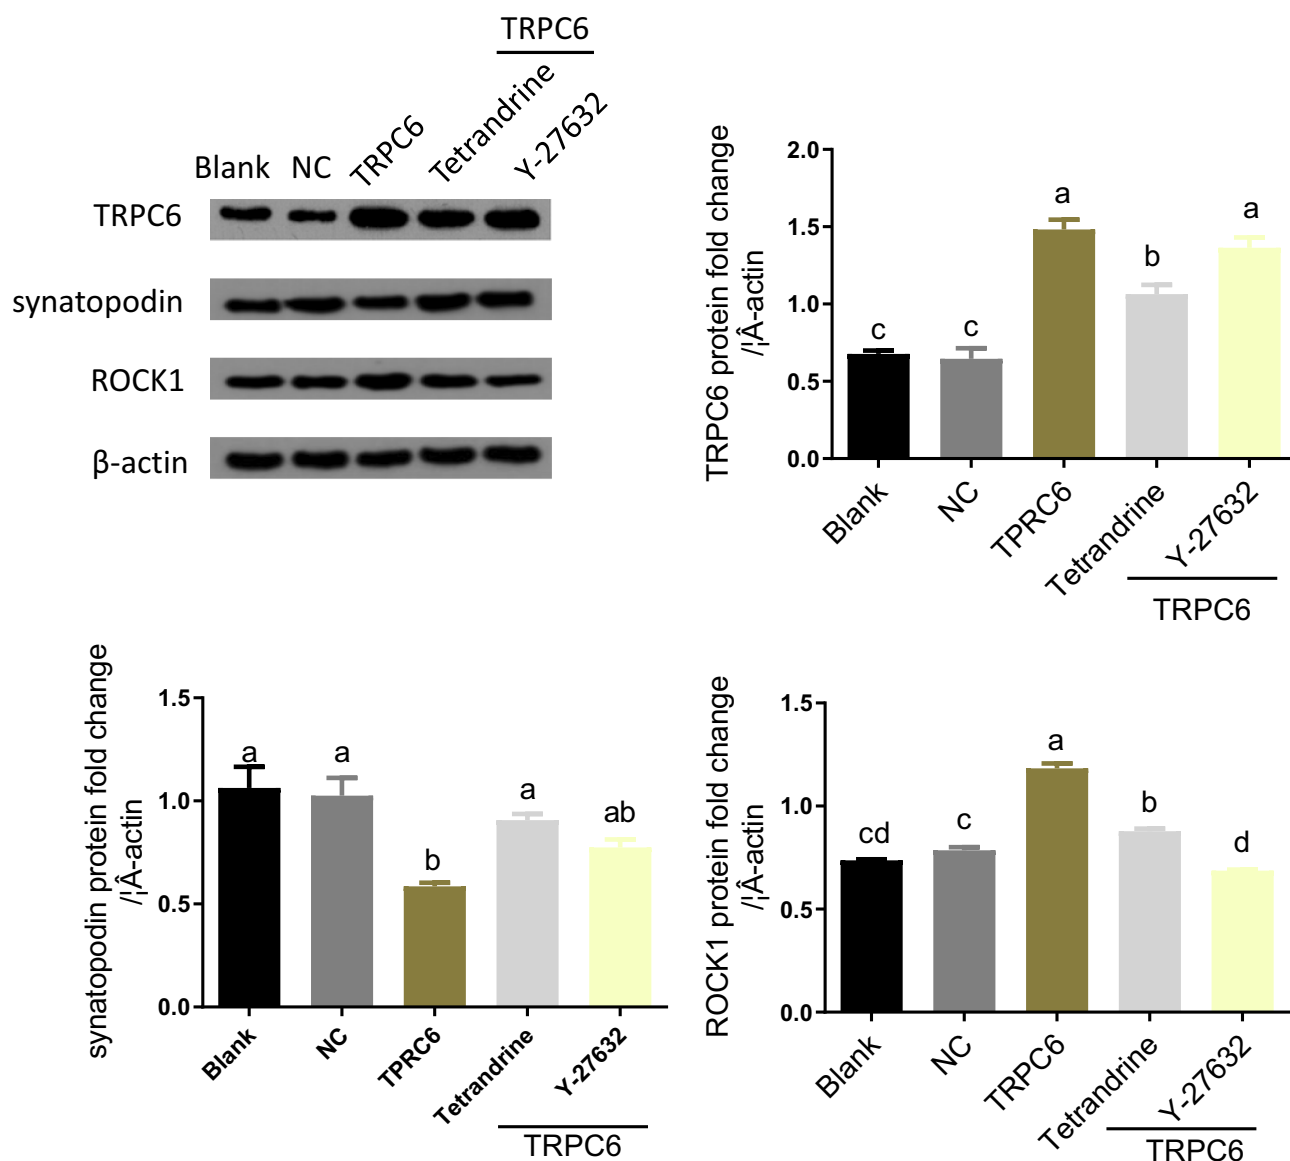 TRPC6
Blank NC TRPC6 Tetrandrine Y-27632
TRPC6
synatopodin
ROCK1
β-actin
TRPC6 protein fold change
/¦Â-actin
2.0
1.5
1.0
0.5
0.0
c c a b a
Blank NC TPRC6 Tetrandrine Y-27632
TRPC6
synatopodin protein fold change
/¦Â-actin
1.5
1.0
0.5
0.0
a a b a ab
Blank NC TPRC6 Tetrandrine Y-27632
TRPC6
ROCK1 protein fold change
/¦Â-actin
1.5
1.0
0.5
0.0
cd c a b d
Blank NC TRPC6 Tetrandrine Y-27632
TRPC6